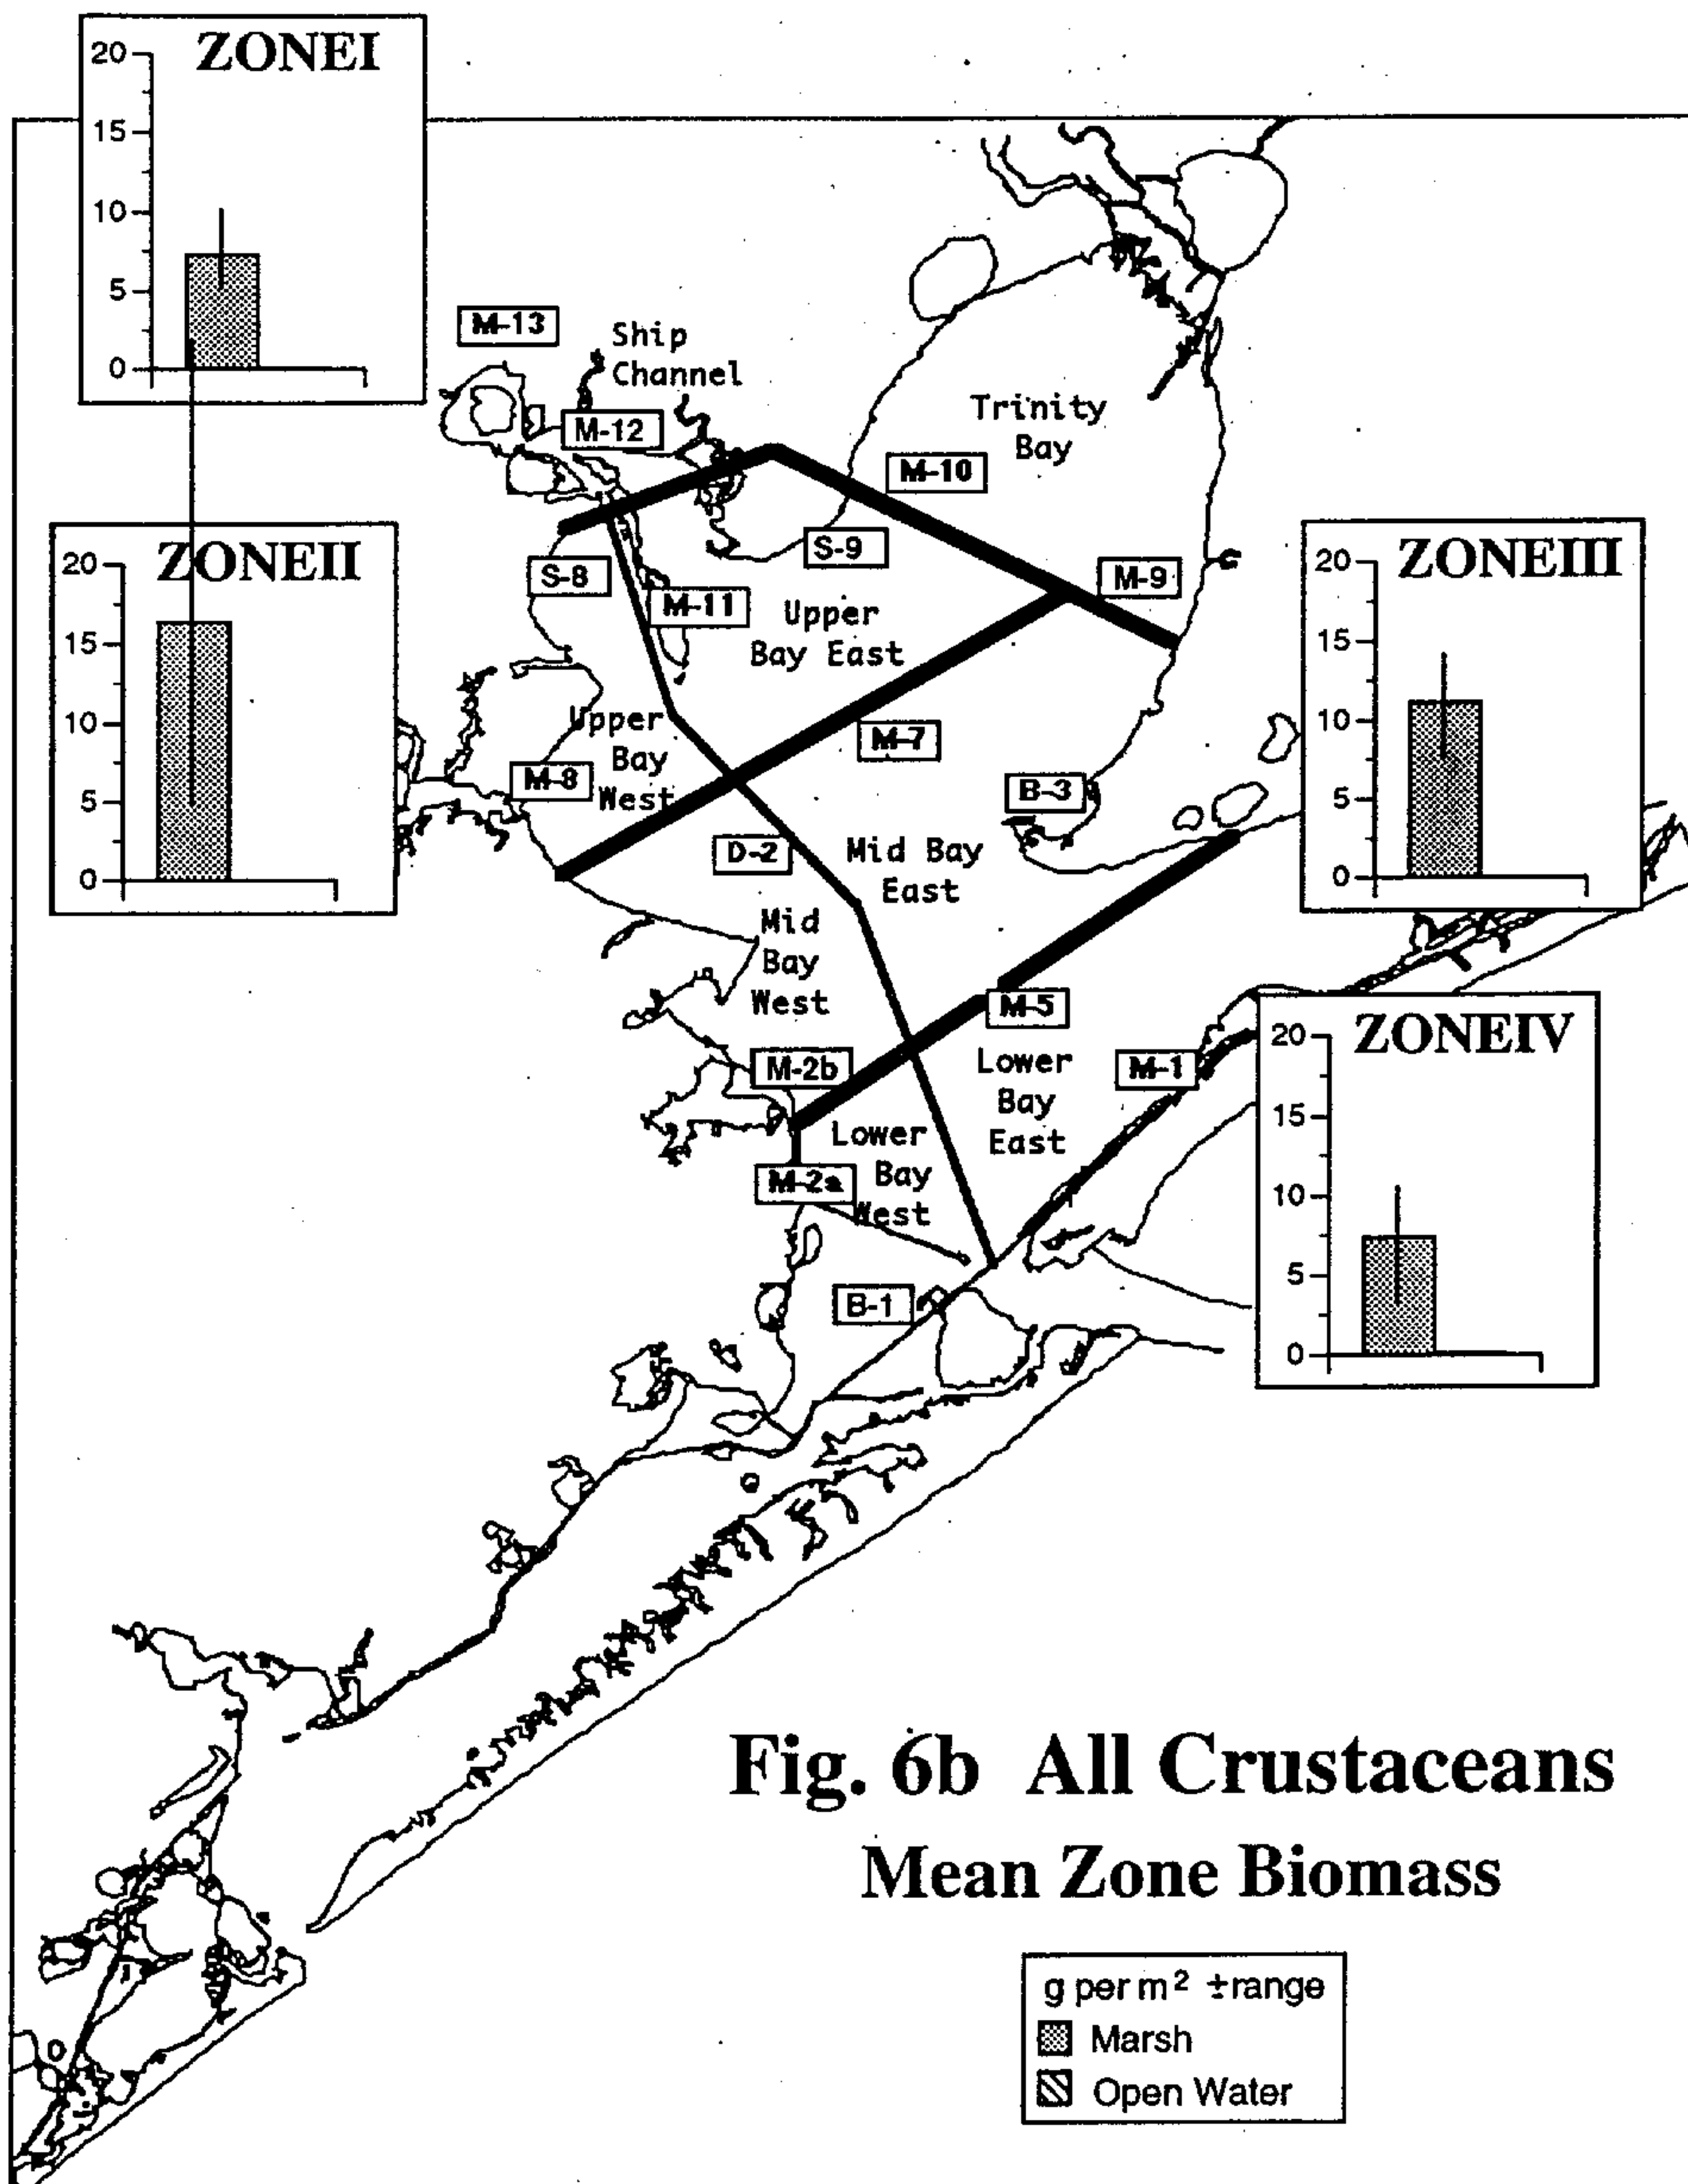 ZONEI
20
15
10
5
0
M-13
Ship
Channel
M-12
Trinity
Bay
M-10
S-9
S-8
M-9
M-11
Upper
Bay East
ZONEII
20
15
10
5
0
ZONEIII
20
15
10
5
0
Upper
Bay
West
M-7
M-8
B-3
D-2
Mid Bay
East
Mid
Bay
West
M-5
M-2b
Lower
Bay
East
M-1
ZONEIV
20
15
10
5
0
Lower
Bay
West
M-2a
B-1
Fig. 6b All Crustaceans
Mean Zone Biomass
g per m² ±range
Marsh
Open Water